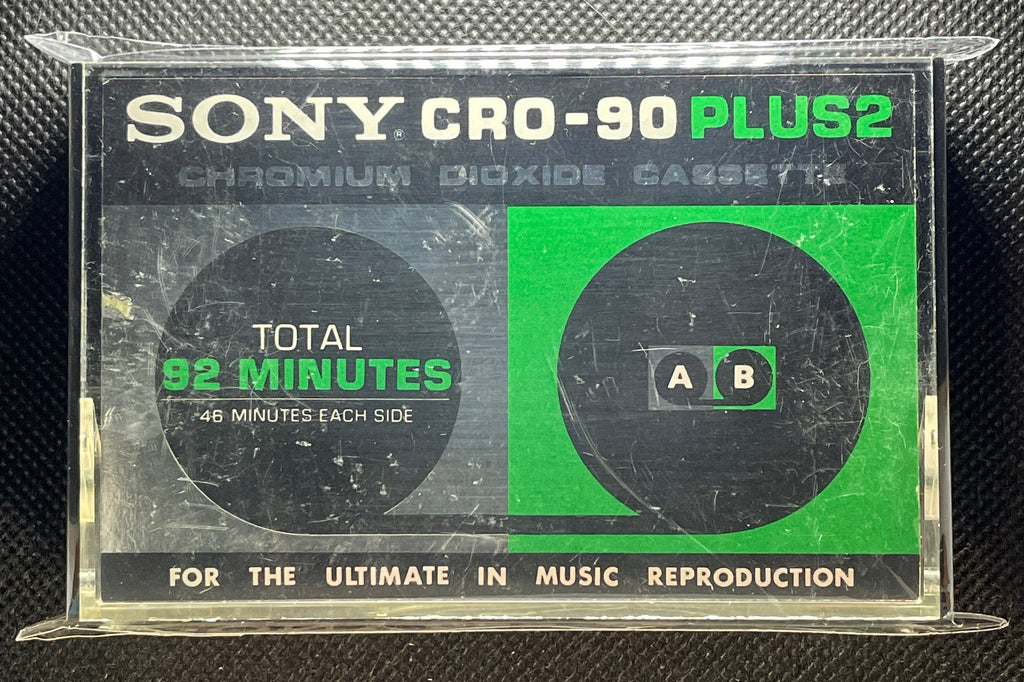 SONY® CRO-90 PLUS2
CHROMIUM DIOXIDE CASSETTE
TOTAL
92 MINUTES
46 MINUTES EACH SIDE
A B
FOR THE ULTIMATE IN MUSIC REPRODUCTION